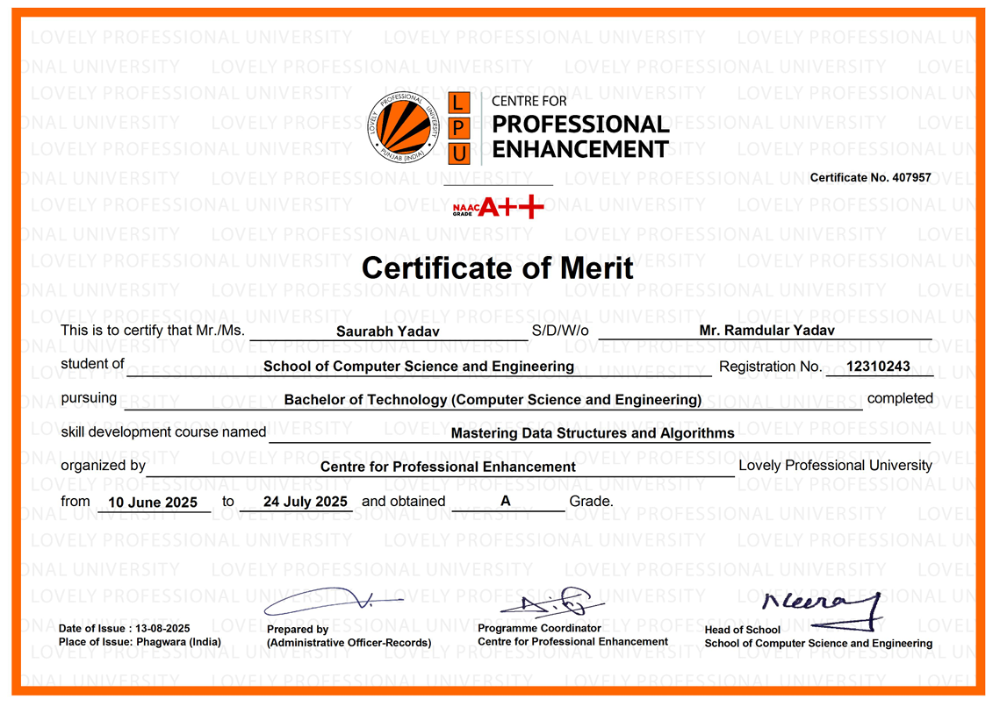 LOVELY PROFESSIONAL UNIVERSITY
PUNJAB (INDIA)
L
P
U
CENTRE FOR
PROFESSIONAL
ENHANCEMENT
Certificate No. 407957
NAAC
GRADE
A++
Certificate of Merit
This is to certify that Mr./Ms. Saurabh Yadav S/D/W/o Mr. Ramdular Yadav
student of School of Computer Science and Engineering Registration No. 12310243
pursuing Bachelor of Technology (Computer Science and Engineering) completed
skill development course named Mastering Data Structures and Algorithms
organized by Centre for Professional Enhancement Lovely Professional University
from 10 June 2025 to 24 July 2025 and obtained A Grade.
Neeraj
Date of Issue : 13-08-2025
Place of Issue: Phagwara (India)
Prepared by
(Administrative Officer-Records)
Programme Coordinator
Centre for Professional Enhancement
Head of School
School of Computer Science and Engineering